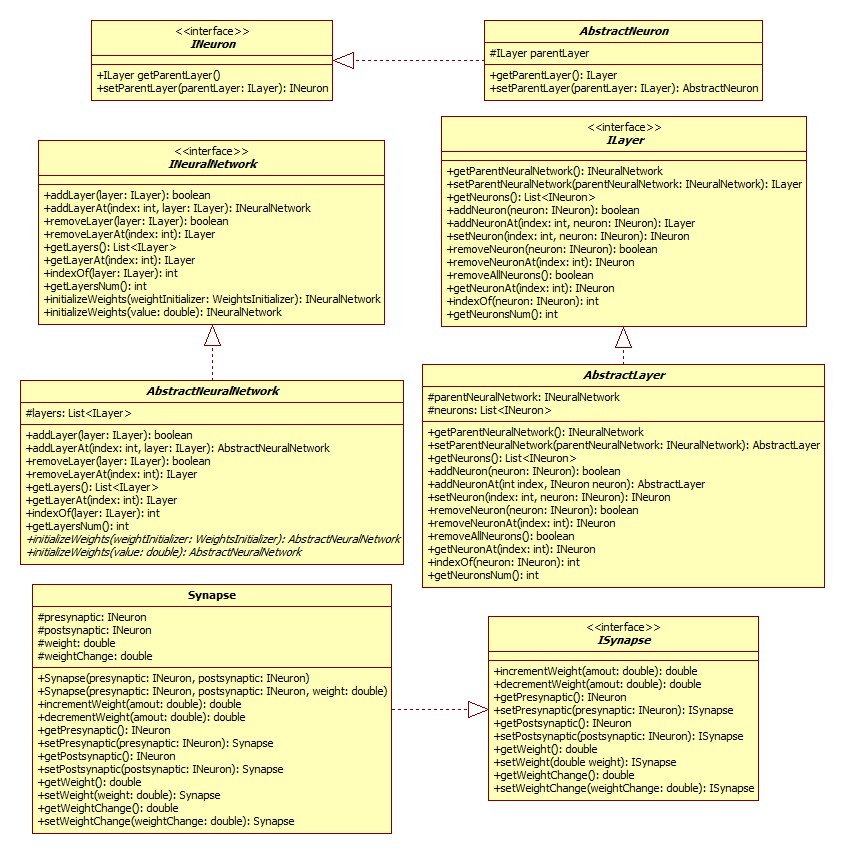 <<interface>>
INeuron
+ILayer getParentLayer()
+setParentLayer(parentLayer: ILayer): INeuron
AbstractNeuron
#ILayer parentLayer
+getParentLayer(): ILayer
+setParentLayer(parentLayer: ILayer): AbstractNeuron
<<interface>>
INeuralNetwork
+addLayer(layer: ILayer): boolean
+addLayerAt(index: int, layer: ILayer): INeuralNetwork
+removeLayer(layer: ILayer): boolean
+removeLayerAt(index: int): ILayer
+getLayers(): List<ILayer>
+getLayerAt(index: int): ILayer
+indexOf(layer: ILayer): int
+getLayersNum(): int
+initializeWeights(weightInitializer: WeightsInitializer): INeuralNetwork
+initializeWeights(value: double): INeuralNetwork
<<interface>>
ILayer
+getParentNeuralNetwork(): INeuralNetwork
+setParentNeuralNetwork(parentNeuralNetwork: INeuralNetwork): ILayer
+getNeurons(): List<INeuron>
+addNeuron(neuron: INeuron): boolean
+addNeuronAt(index: int, neuron: INeuron): ILayer
+setNeuron(index: int, neuron: INeuron): INeuron
+removeNeuron(neuron: INeuron): boolean
+removeNeuronAt(index: int): INeuron
+removeAllNeurons(): boolean
+getNeuronAt(index: int): INeuron
+indexOf(neuron: INeuron): int
+getNeuronsNum(): int
AbstractNeuralNetwork
#layers: List<ILayer>
+addLayer(layer: ILayer): boolean
+addLayerAt(index: int, layer: ILayer): AbstractNeuralNetwork
+removeLayer(layer: ILayer): boolean
+removeLayerAt(index: int): ILayer
+getLayers(): List<ILayer>
+getLayerAt(index: int): ILayer
+indexOf(layer: ILayer): int
+getLayersNum(): int
+initializeWeights(weightInitializer: WeightsInitializer): AbstractNeuralNetwork
+initializeWeights(value: double): AbstractNeuralNetwork
AbstractLayer
#parentNeuralNetwork: INeuralNetwork
#neurons: List<INeuron>
+getParentNeuralNetwork(): INeuralNetwork
+setParentNeuralNetwork(parentNeuralNetwork: INeuralNetwork): AbstractLayer
+getNeurons(): List<INeuron>
+addNeuron(neuron: INeuron): boolean
+addNeuronAt(int index, INeuron neuron): AbstractLayer
+setNeuron(index: int, neuron: INeuron): INeuron
+removeNeuron(neuron: INeuron): boolean
+removeNeuronAt(index: int): INeuron
+removeAllNeurons(): boolean
+getNeuronAt(index: int): INeuron
+indexOf(neuron: INeuron): int
+getNeuronsNum(): int
Synapse
#presynaptic: INeuron
#postsynaptic: INeuron
#weight: double
#weightChange: double
+Synapse(presynaptic: INeuron, postsynaptic: INeuron)
+Synapse(presynaptic: INeuron, postsynaptic: INeuron, weight: double)
+incrementWeight(amout: double): double
+decrementWeight(amout: double): double
+getPresynaptic(): INeuron
+setPresynaptic(presynaptic: INeuron): Synapse
+getPostsynaptic(): INeuron
+setPostsynaptic(postsynaptic: INeuron): Synapse
+getWeight(): double
+setWeight(weight: double): Synapse
+getWeightChange(): double
+setWeightChange(weightChange: double): Synapse
<<interface>>
ISynapse
+incrementWeight(amout: double): double
+decrementWeight(amout: double): double
+getPresynaptic(): INeuron
+setPresynaptic(presynaptic: INeuron): ISynapse
+getPostsynaptic(): INeuron
+setPostsynaptic(postsynaptic: INeuron): ISynapse
+getWeight(): double
+setWeight(double weight): ISynapse
+getWeightChange(): double
+setWeightChange(weightChange: double): ISynapse